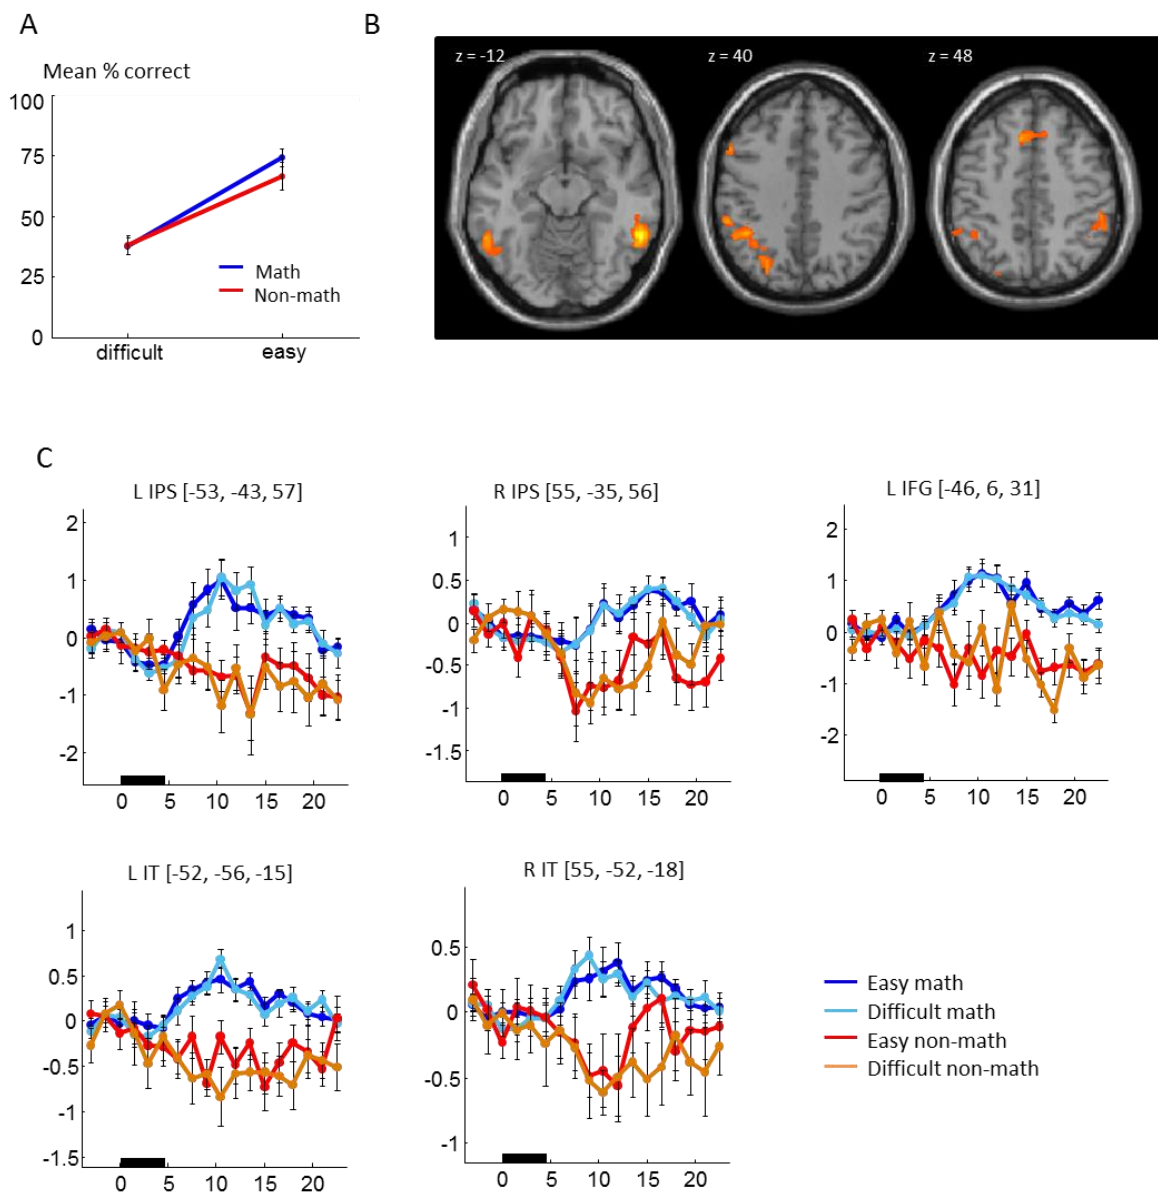 A
B
Mean % correct
100
75
50
25
0
difficult
easy
Math
Non-math
z = -12
z = 40
z = 48
C
L IPS [-53, -43, 57]
2
1
0
-1
-2
0 5 10 15 20
R IPS [55, -35, 56]
1
0.5
0
-0.5
-1
-1.5
0 5 10 15 20
L IFG [-46, 6, 31]
2
1
0
-1
-2
0 5 10 15 20
L IT [-52, -56, -15]
1
0.5
0
-0.5
-1
-1.5
0 5 10 15 20
R IT [55, -52, -18]
0.5
0
-0.5
-1
0 5 10 15 20
Easy math
Difficult math
Easy non-math
Difficult non-math